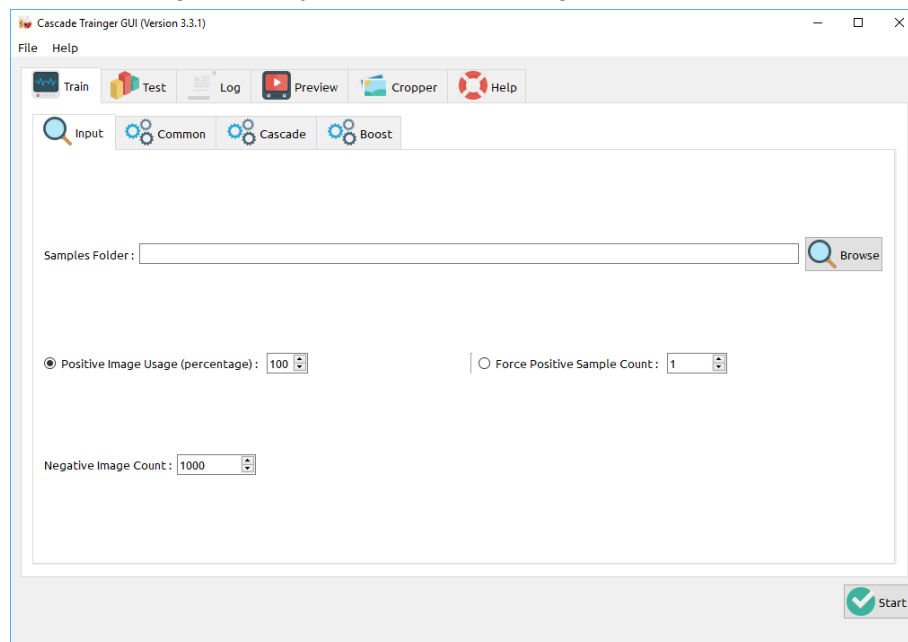 Cascade Trainger GUI (Version 3.3.1)
File Help
Train Test Log Preview Cropper Help
Input Common Cascade Boost
Samples Folder : Browse
Positive Image Usage (percentage) : 100 Force Positive Sample Count : 1
Negative Image Count : 1000
Start